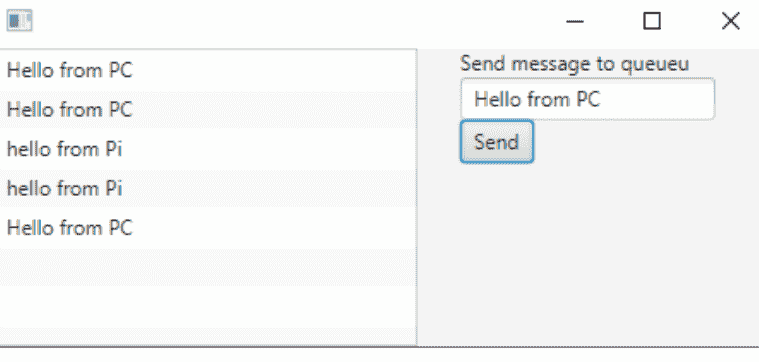 Hello from PC
Hello from PC
hello from Pi
hello from Pi
Hello from PC
Send message to queueu
Hello from PC
Send